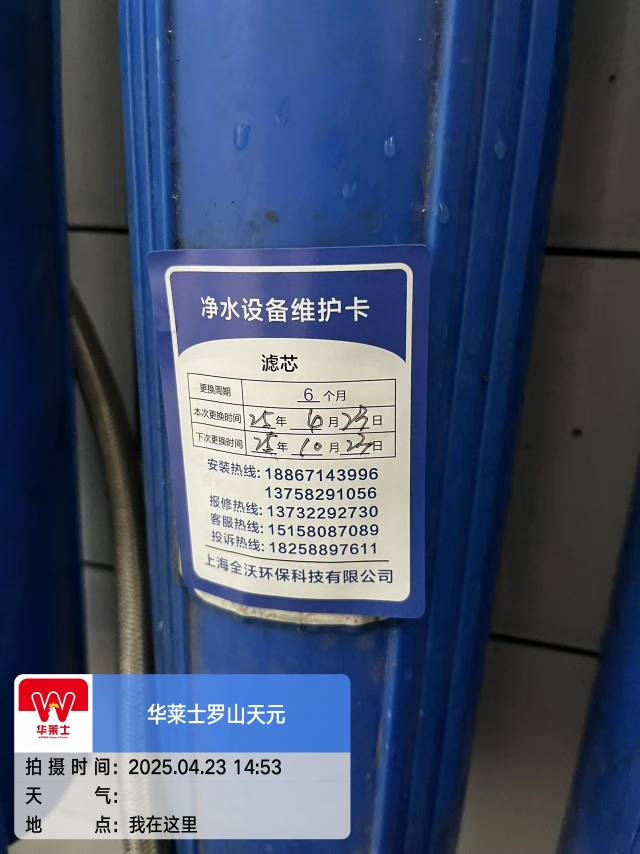 净水设备维护卡
滤芯
更换周期 6 个月
本次更换时间 25 年 4 月 23 日
下次更换时间 25 年 10 月 23 日
安装热线: 18867143996
13758291056
报修热线: 13732292730
客服热线: 15158087089
投诉热线: 18258897611
上海全沃环保科技有限公司
华莱士
华莱士罗山天元
拍摄时间: 2025.04.23 14:53
天气:
地点: 我在这里